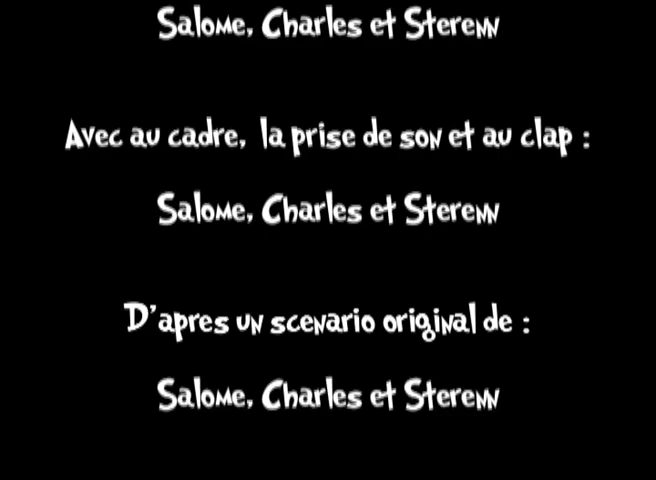 Salome, Charles et Sterenn
Avec au cadre, la prise de son et au clap :
Salome, Charles et Sterenn
D'apres un scenario original de :
Salome, Charles et Sterenn